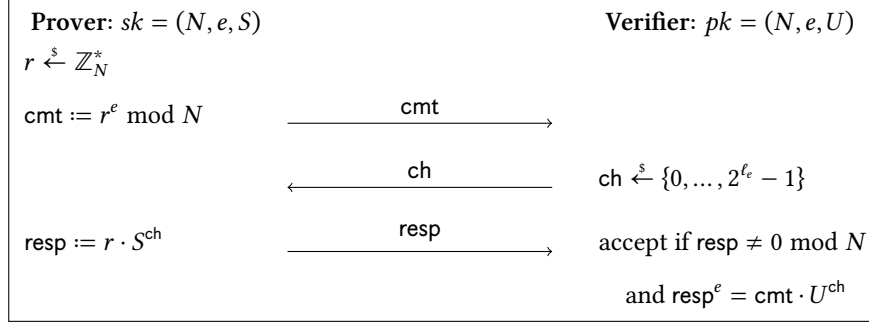 Prover: sk = (N, e, S) Verifier: pk = (N, e, U)
r ←$ ℤ*_N
cmt := r^e mod N cmt
ch ch ←$ {0, …, 2^{ℓ_e} − 1}
resp := r · S^ch resp accept if resp ≠ 0 mod N
and resp^e = cmt · U^ch